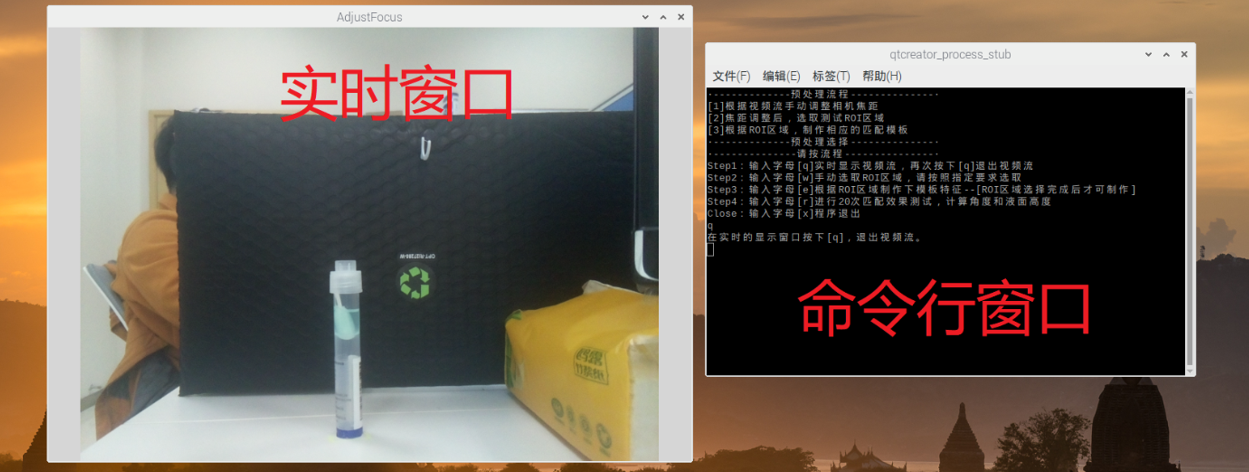 AdjustFocus
实时窗口
qtcreator_process_stub
文件(F) 编辑(E) 标签(T) 帮助(H)
--------------预处理流程--------------
[1]根据视频流手动调整相机焦距
[2]焦距调整后，选取测试ROI区域
[3]根据ROI区域，制作相应的匹配模板
--------------预处理选择--------------
---------------请按流程---------------
Step1：输入字母[q]实时显示视频流，再次按下[q]退出视频流
Step2：输入字母[w]手动选取ROI区域，请按照指定要求选取
Step3：输入字母[e]根据ROI区域制作下模板特征--[ROI区域选择完成后才可制作]
Step4：输入字母[r]进行20次匹配效果测试，计算角度和液面高度
Close：输入字母[x]程序退出
q
在实时的显示窗口按下[q]，退出视频流。
命令行窗口